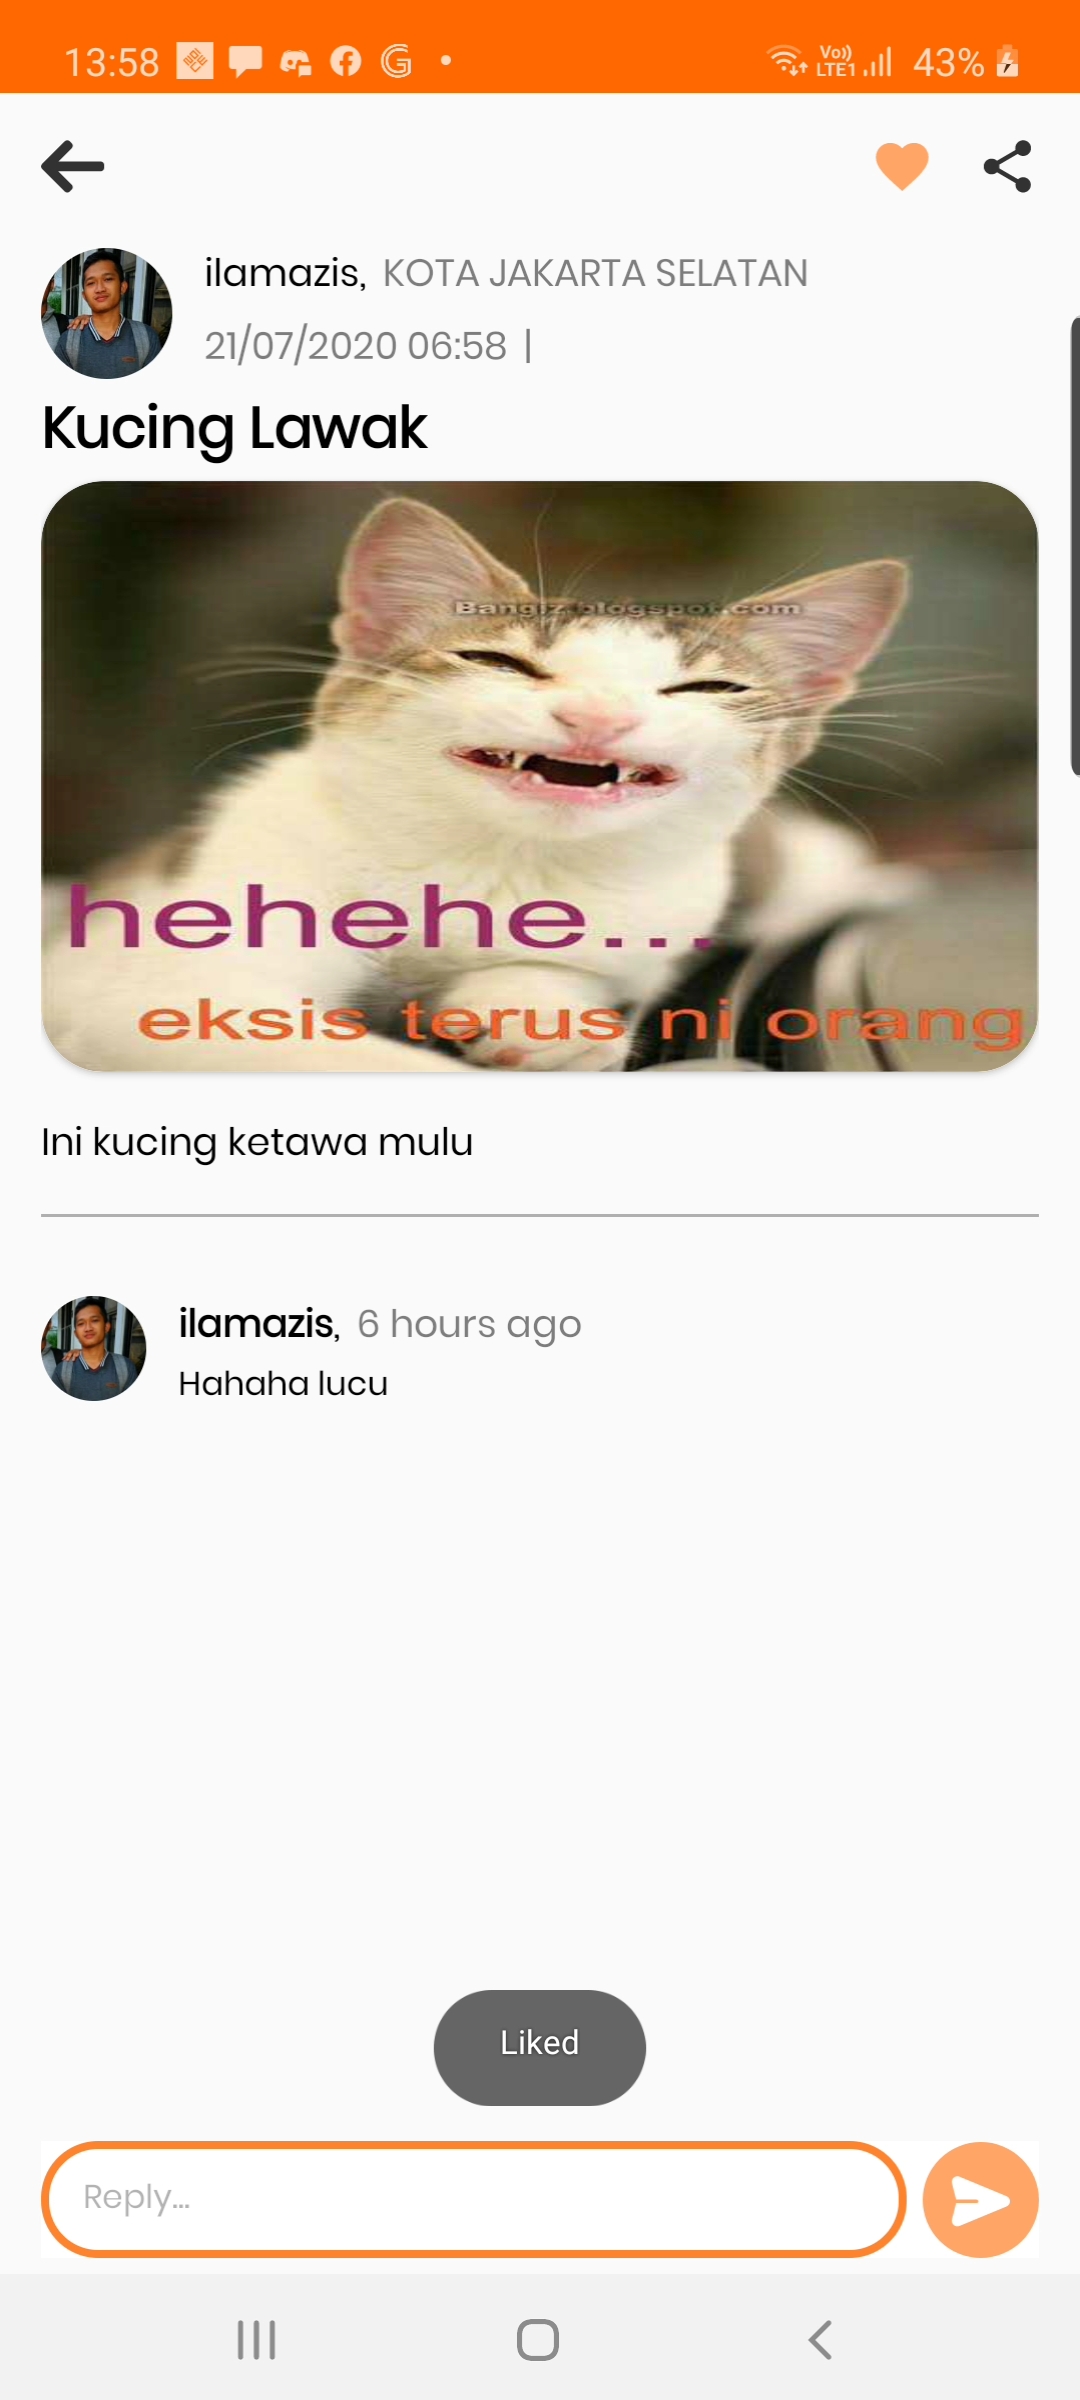 13:58 Vo)) LTE1 43%
ilamazis, KOTA JAKARTA SELATAN
21/07/2020 06:58 |
Kucing Lawak
Bangiz.blogspot.com
hehehe...
eksis terus ni orang
Ini kucing ketawa mulu
ilamazis, 6 hours ago
Hahaha lucu
Liked
Reply...